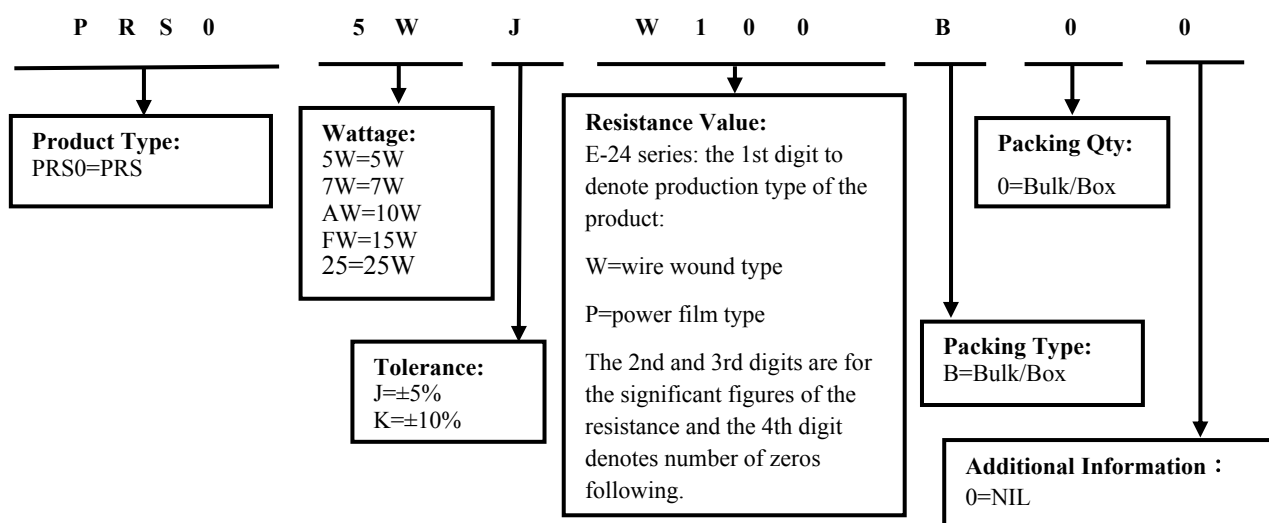 P R S 0 5 W J W 1 0 0 B 0 0
Product Type:
PRS0=PRS
Wattage:
5W=5W
7W=7W
AW=10W
FW=15W
25=25W
Tolerance:
J=±5%
K=±10%
Resistance Value:
E-24 series: the 1st digit to
denote production type of the
product:
W=wire wound type
P=power film type
The 2nd and 3rd digits are for
the significant figures of the
resistance and the 4th digit
denotes number of zeros
following.
Packing Qty:
0=Bulk/Box
Packing Type:
B=Bulk/Box
Additional Information：
0=NIL